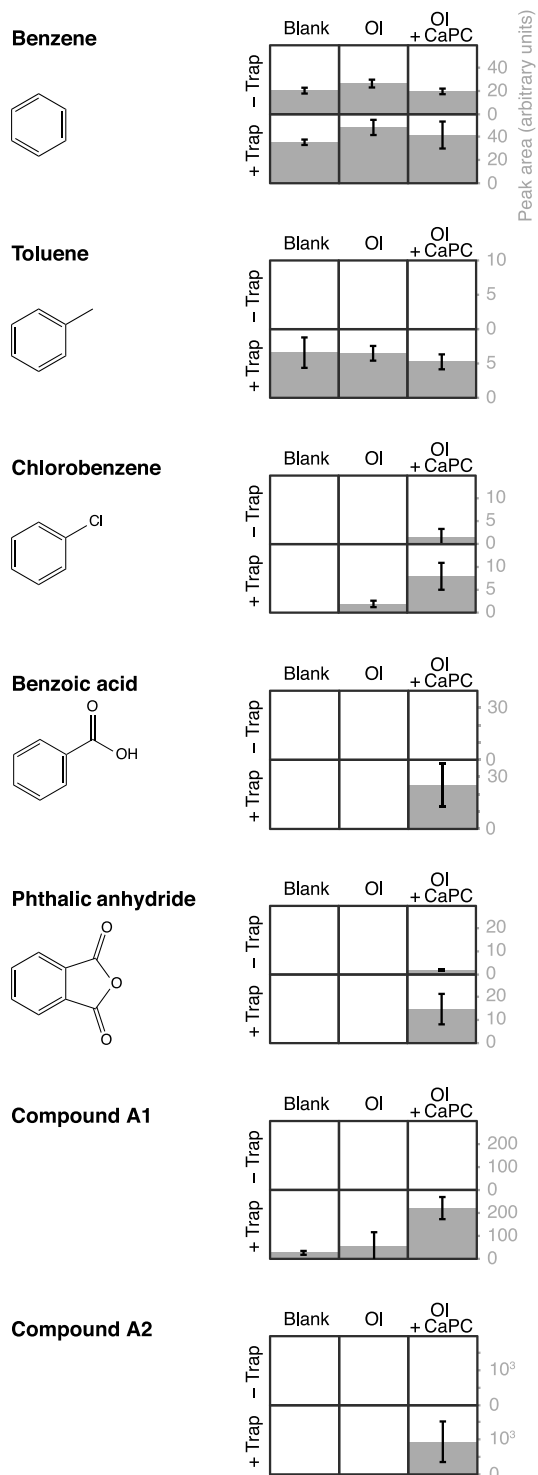 Benzene
Blank OI OI + CaPC
− Trap
40
20
0
+ Trap
40
20
0
Peak area (arbitrary units)
Toluene
Blank OI OI + CaPC
− Trap
10
5
0
+ Trap
5
0
Chlorobenzene
Cl
Blank OI OI + CaPC
− Trap
10
5
0
+ Trap
10
5
0
Benzoic acid
O
OH
Blank OI OI + CaPC
− Trap
30
0
+ Trap
30
0
Phthalic anhydride
O
O
O
Blank OI OI + CaPC
− Trap
20
10
0
+ Trap
20
10
0
Compound A1
Blank OI OI + CaPC
− Trap
200
100
0
+ Trap
200
100
0
Compound A2
Blank OI OI + CaPC
− Trap
10³
0
+ Trap
10³
0